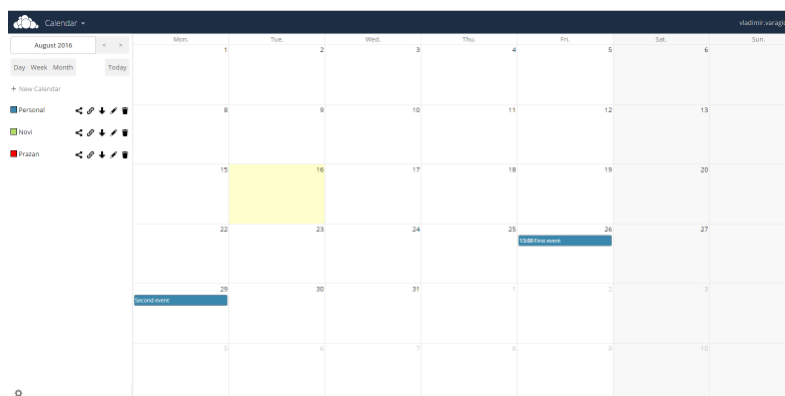 Calendar
vladimir.varagic
August 2016 < >
Day Week Month Today
+ New Calendar
Personal
Novi
Prazan
Mon. Tue. Wed. Thu. Fri. Sat. Sun.
1 2 3 4 5 6
8 9 10 11 12 13
15 16 17 18 19 20
22 23 24 25 26 27
13:00 First event
29 30 31 1 2 3
Second event
5 6 7 8 9 10